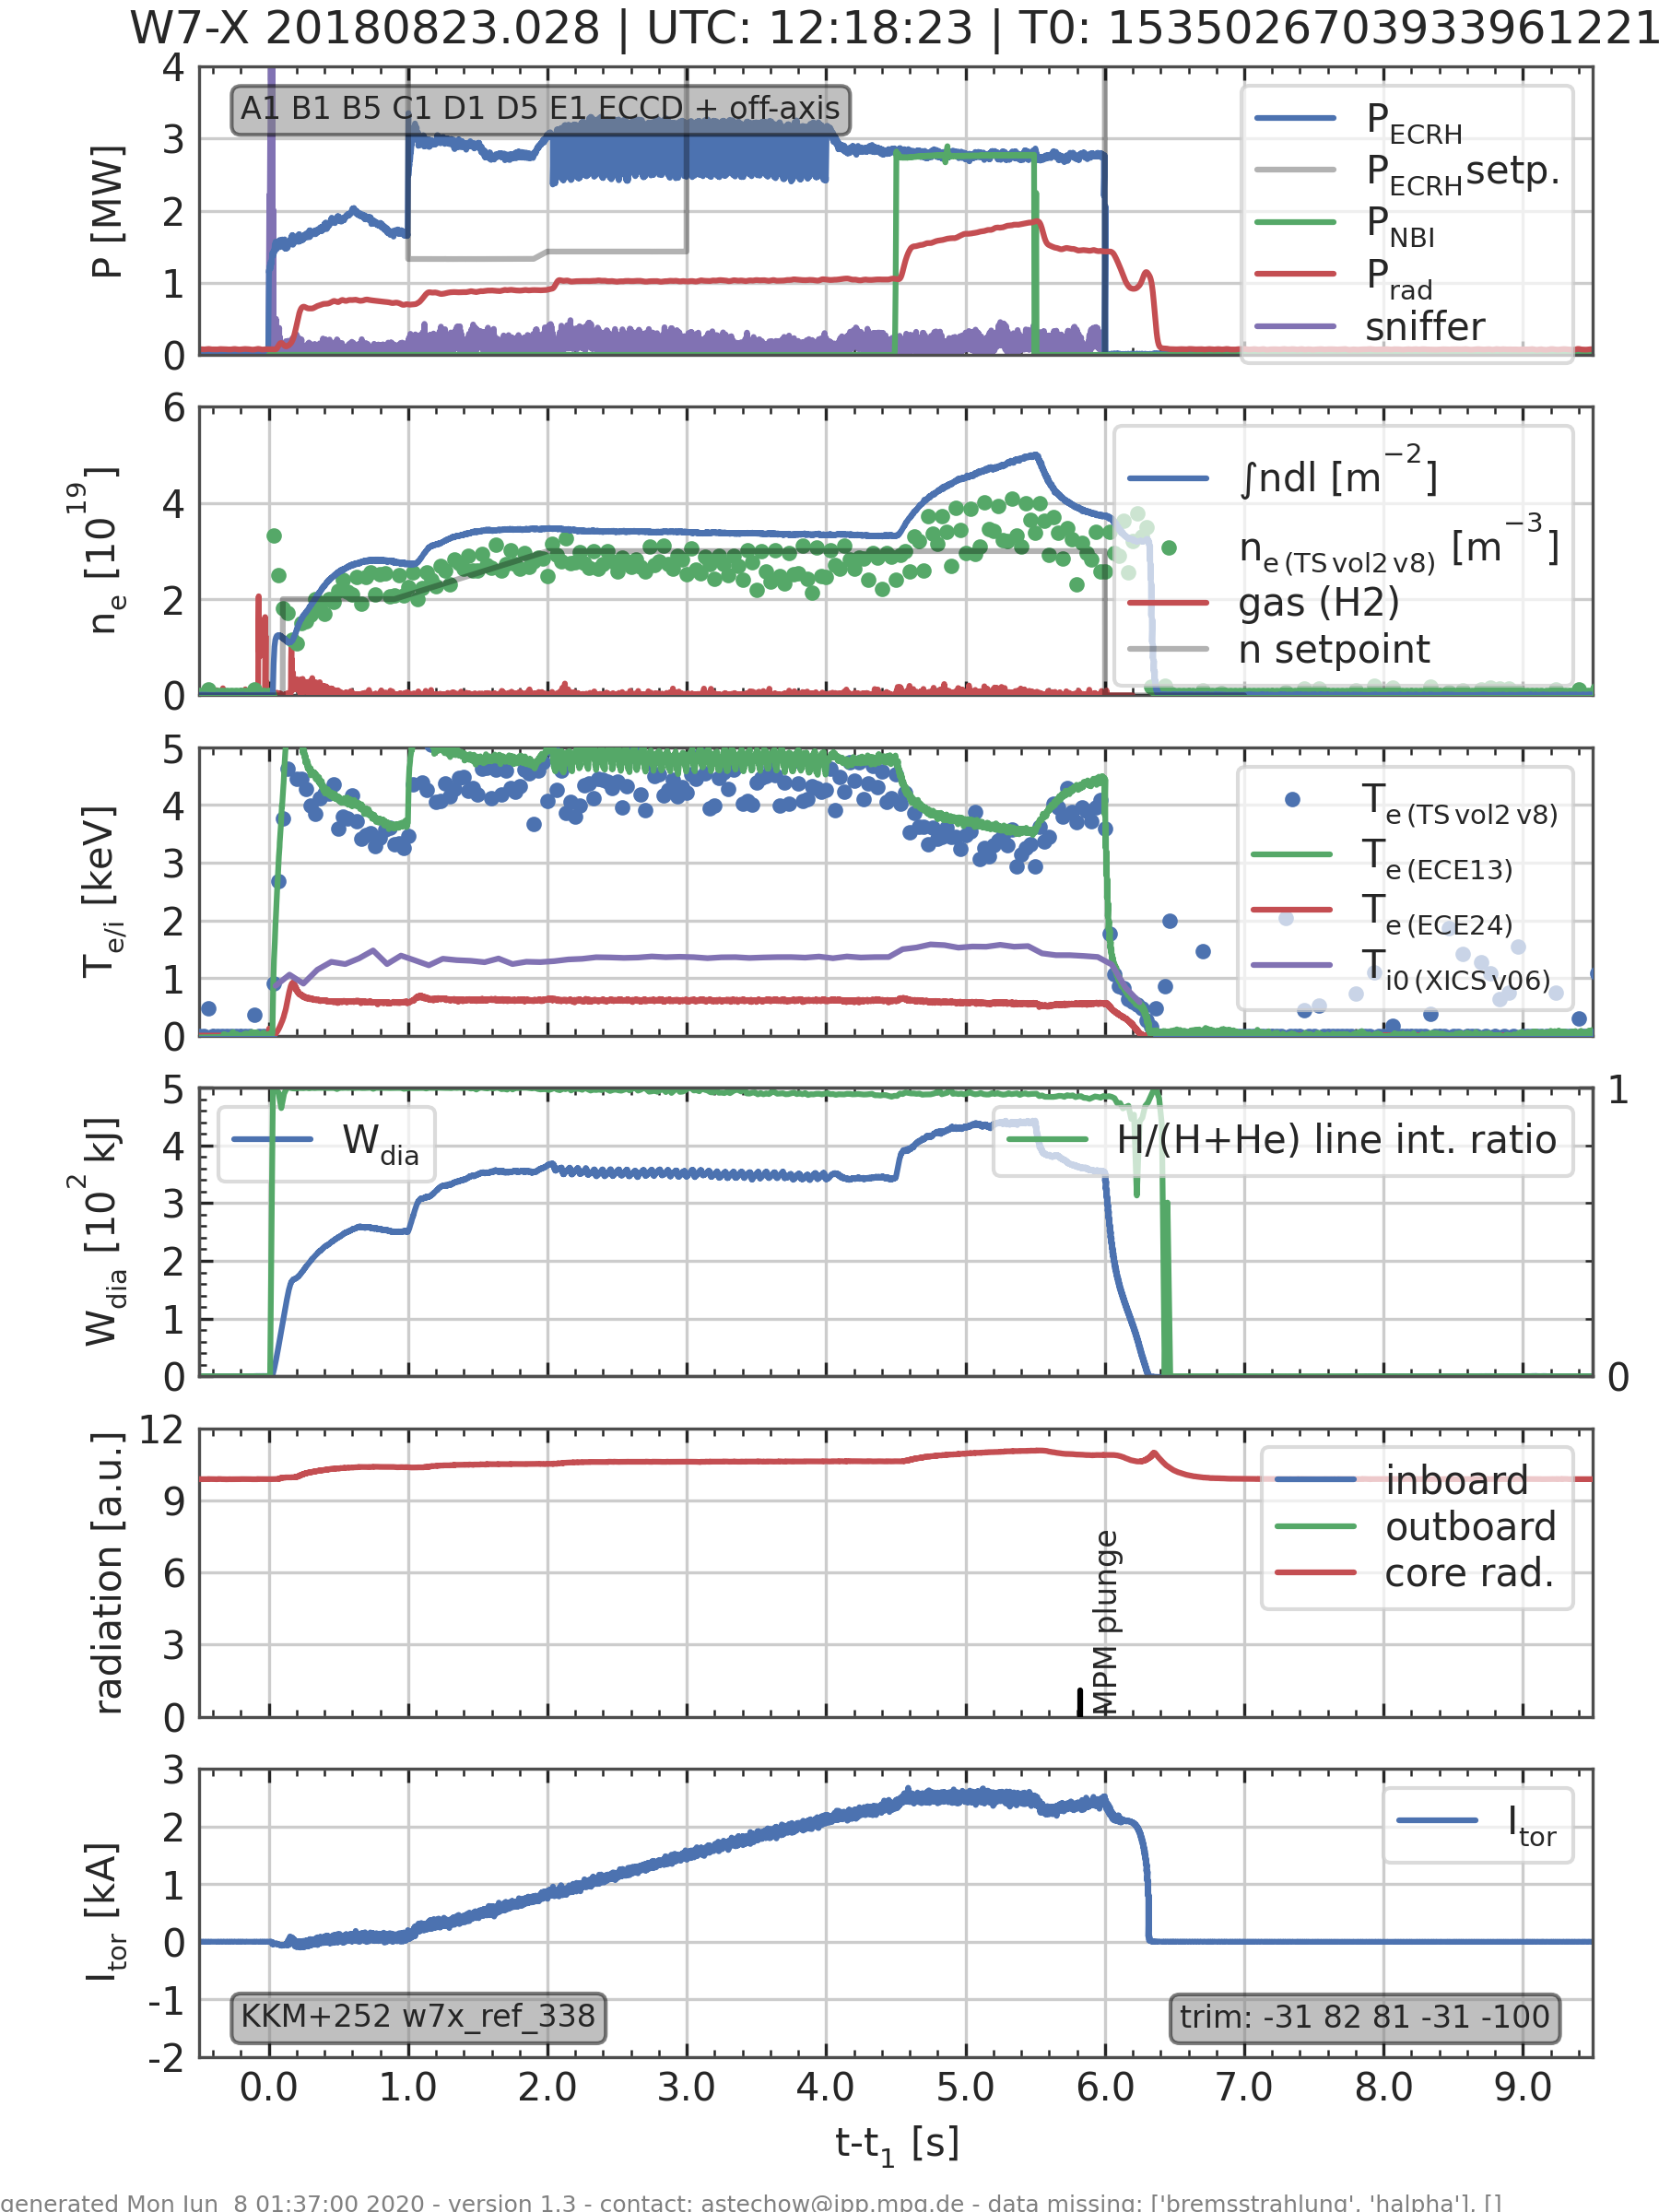 W7-X 20180823.028 | UTC: 12:18:23 | T0: 1535026703933961221
4
3
2
1
0
P [MW]
A1 B1 B5 C1 D1 D5 E1 ECCD + off-axis
P_ECRH
P_ECRH setp.
P_NBI
P_rad
sniffer
6
4
2
0
n_e [10^19]
∫ndl [m^−2]
n_e (TS vol2 v8) [m^−3]
gas (H2)
n setpoint
5
4
3
2
1
0
T_e/i [keV]
T_e (TS vol2 v8)
T_e (ECE13)
T_e (ECE24)
T_i0 (XICS v06)
5
4
3
2
1
0
W_dia [10^2 kJ]
W_dia
H/(H+He) line int. ratio
1
0
12
9
6
3
0
radiation [a.u.]
MPM plunge
inboard
outboard
core rad.
3
2
1
0
-1
-2
I_tor [kA]
I_tor
KKM+252 w7x_ref_338
trim: -31 82 81 -31 -100
0.0 1.0 2.0 3.0 4.0 5.0 6.0 7.0 8.0 9.0
t-t_1 [s]
generated Mon Jun  8 01:37:00 2020 - version 1.3 - contact: astechow@ipp.mpg.de - data missing: ['bremsstrahlung', 'halpha'], []